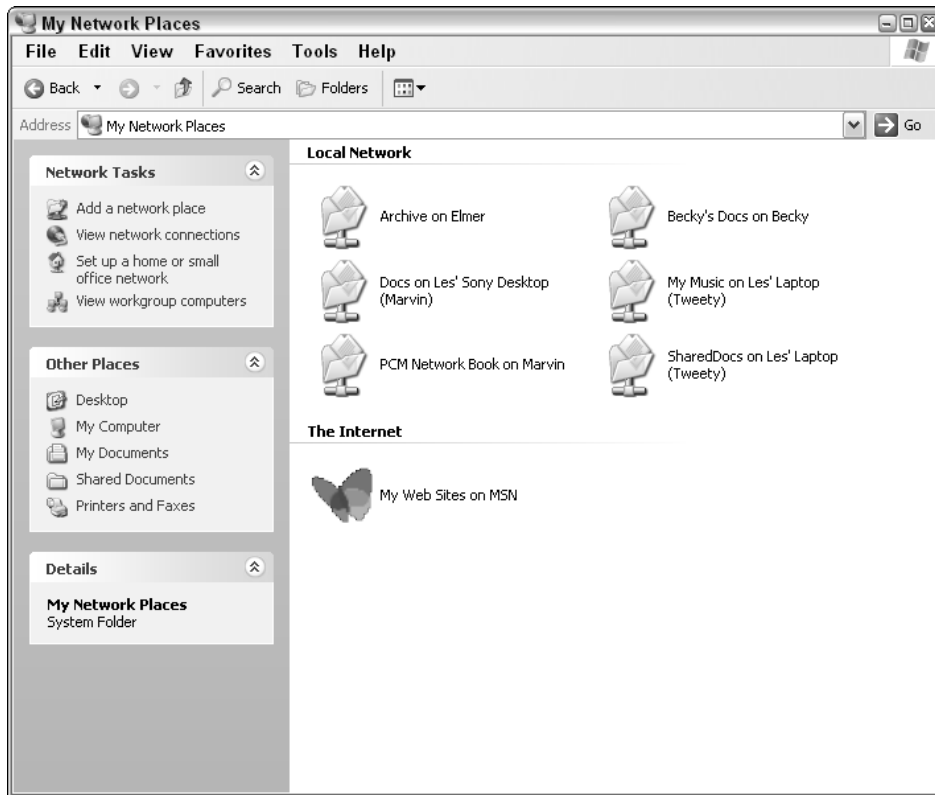 My Network Places
File Edit View Favorites Tools Help
Back Search Folders
Address My Network Places Go
Network Tasks
Add a network place
View network connections
Set up a home or small
office network
View workgroup computers
Other Places
Desktop
My Computer
My Documents
Shared Documents
Printers and Faxes
Details
My Network Places
System Folder
Local Network
Archive on Elmer
Becky's Docs on Becky
Docs on Les' Sony Desktop
(Marvin)
My Music on Les' Laptop
(Tweety)
PCM Network Book on Marvin
SharedDocs on Les' Laptop
(Tweety)
The Internet
My Web Sites on MSN